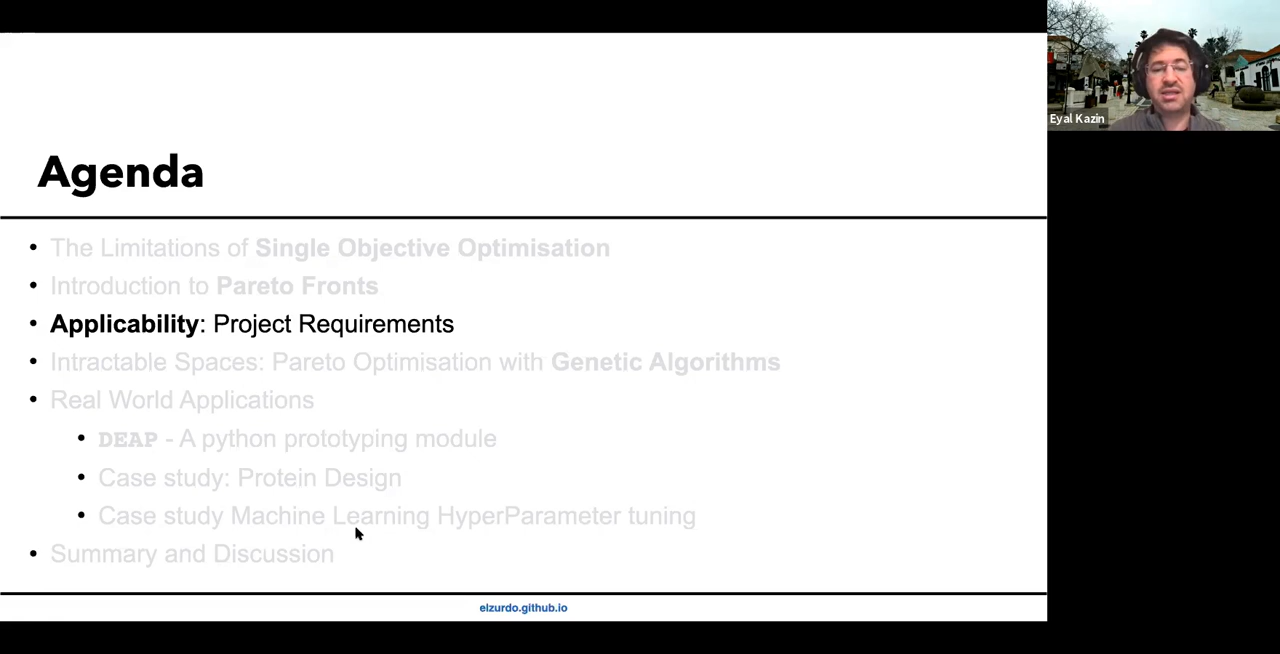 Eyal Kazin
Agenda
• The Limitations of Single Objective Optimisation
• Introduction to Pareto Fronts
• Applicability: Project Requirements
• Intractable Spaces: Pareto Optimisation with Genetic Algorithms
• Real World Applications
• DEAP - A python prototyping module
• Case study: Protein Design
• Case study Machine Learning HyperParameter tuning
• Summary and Discussion
elzurdo.github.io